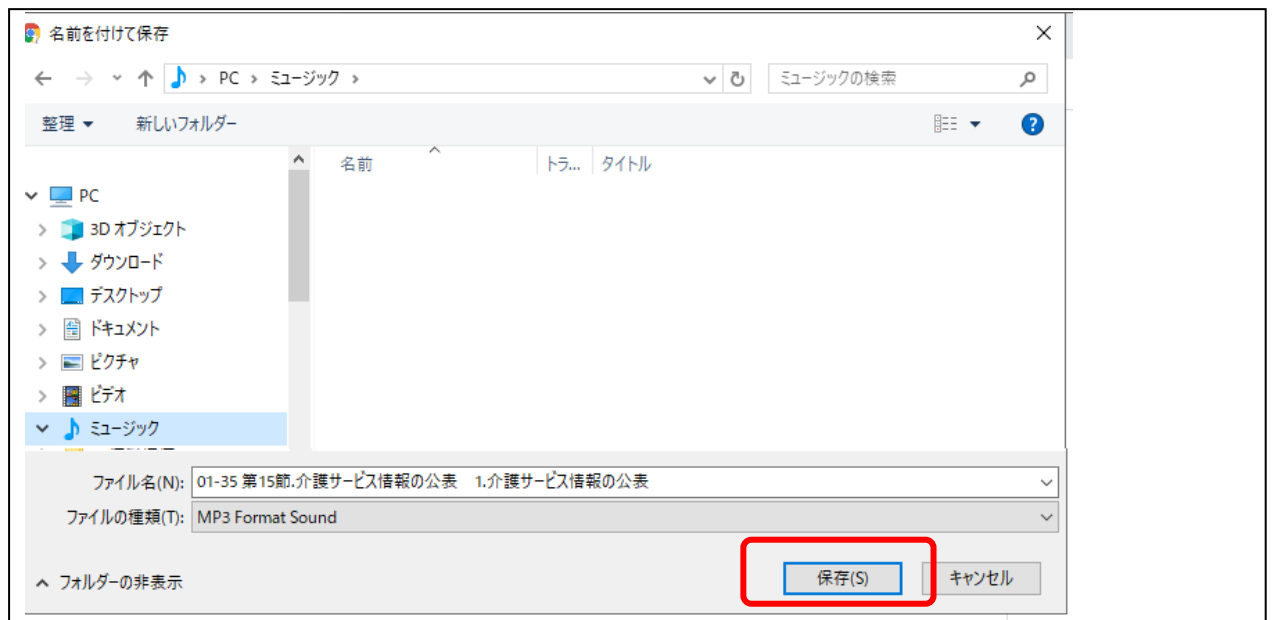 名前を付けて保存
PC > ミュージック >
ミュージックの検索
整理
新しいフォルダー
名前 トラ... タイトル
PC
3D オブジェクト
ダウンロード
デスクトップ
ドキュメント
ピクチャ
ビデオ
ミュージック
ファイル名(N): 01-35 第15節.介護サービス情報の公表　1.介護サービス情報の公表
ファイルの種類(T): MP3 Format Sound
フォルダーの非表示
保存(S)
キャンセル